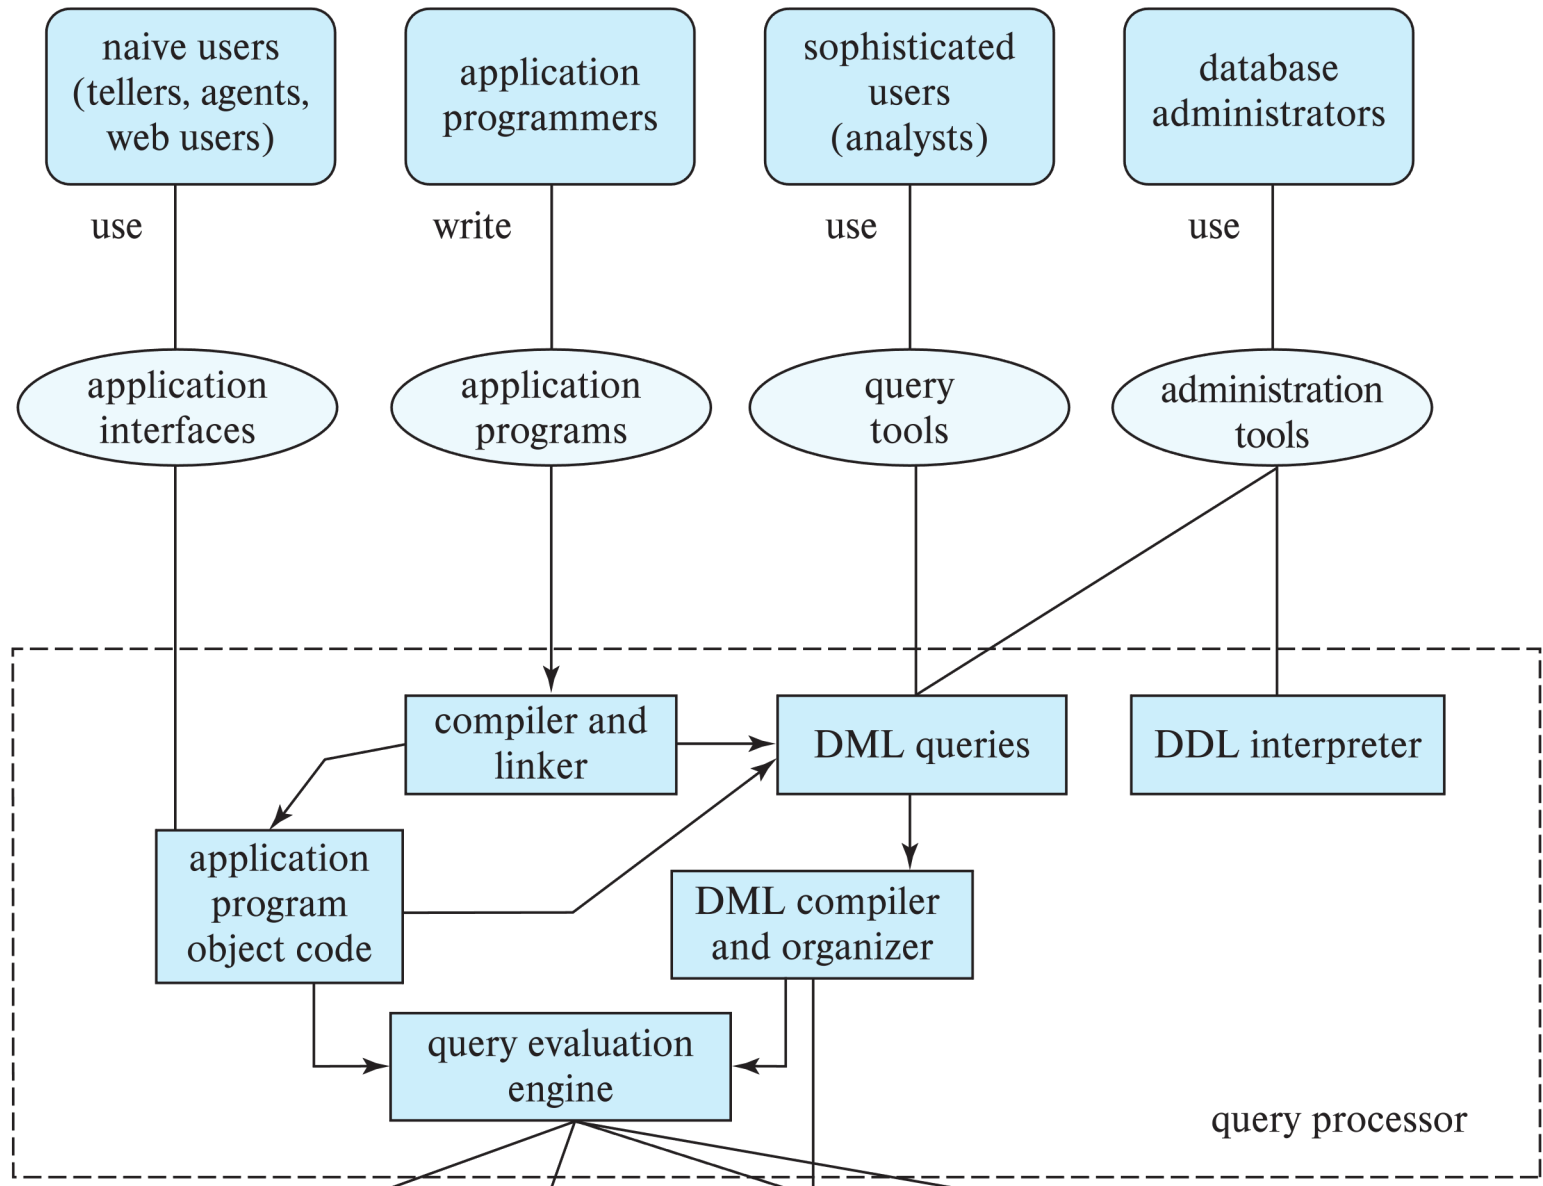 naive users
(tellers, agents,
web users)
application
programmers
sophisticated
users
(analysts)
database
administrators
use
write
use
use
application
interfaces
application
programs
query
tools
administration
tools
compiler and
linker
DML queries
DDL interpreter
application
program
object code
DML compiler
and organizer
query evaluation
engine
query processor